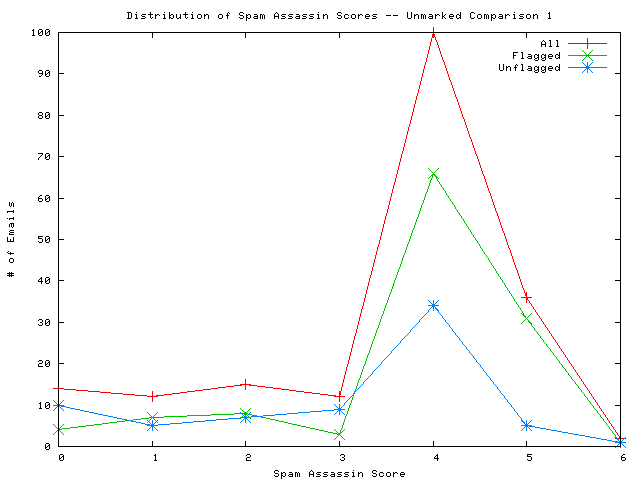 Distribution of Spam Assassin Scores -- Unmarked Comparison 1
All
Flagged
Unflagged
100
90
80
70
60
50
40
30
20
10
0
# of Emails
0 1 2 3 4 5 6
Spam Assassin Score